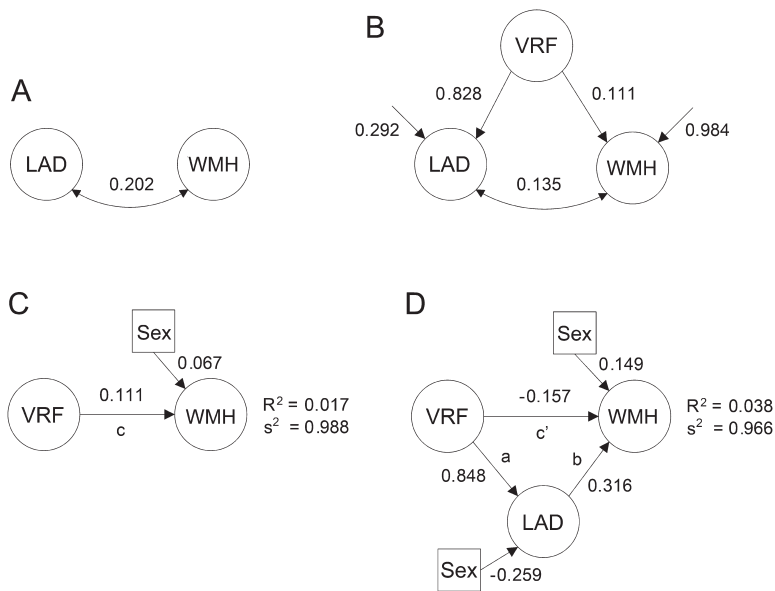 A
LAD
WMH
0.202
B
VRF
0.828
0.111
0.292
0.984
LAD
WMH
0.135
C
Sex
0.067
VRF
0.111
c
WMH
R² = 0.017
s² = 0.988
D
Sex
0.149
VRF
-0.157
c'
WMH
R² = 0.038
s² = 0.966
a
b
0.848
0.316
LAD
Sex
-0.259